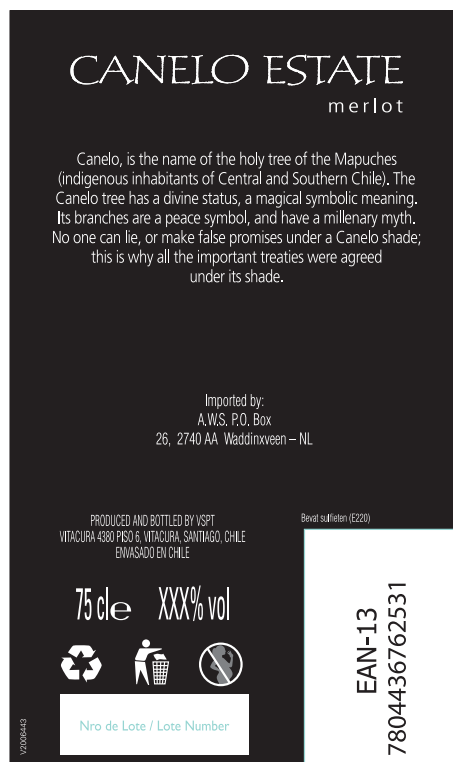 CANELO ESTATE
merlot
Canelo, is the name of the holy tree of the Mapuches
(indigenous inhabitants of Central and Southern Chile). The
Canelo tree has a divine status, a magical symbolic meaning.
Its branches are a peace symbol, and have a millenary myth.
No one can lie, or make false promises under a Canelo shade;
this is why all the important treaties were agreed
under its shade.
Imported by:
A.W.S. P.O. Box
26, 2740 AA Waddinxveen – NL
PRODUCED AND BOTTLED BY VSPT
VITACURA 4380 PISO 6, VITACURA, SANTIAGO, CHILE
ENVASADO EN CHILE
Bevat sulfieten (E220)
75 cl e XXX% vol
Nro de Lote / Lote Number
V2006443
EAN-13
7804436762531